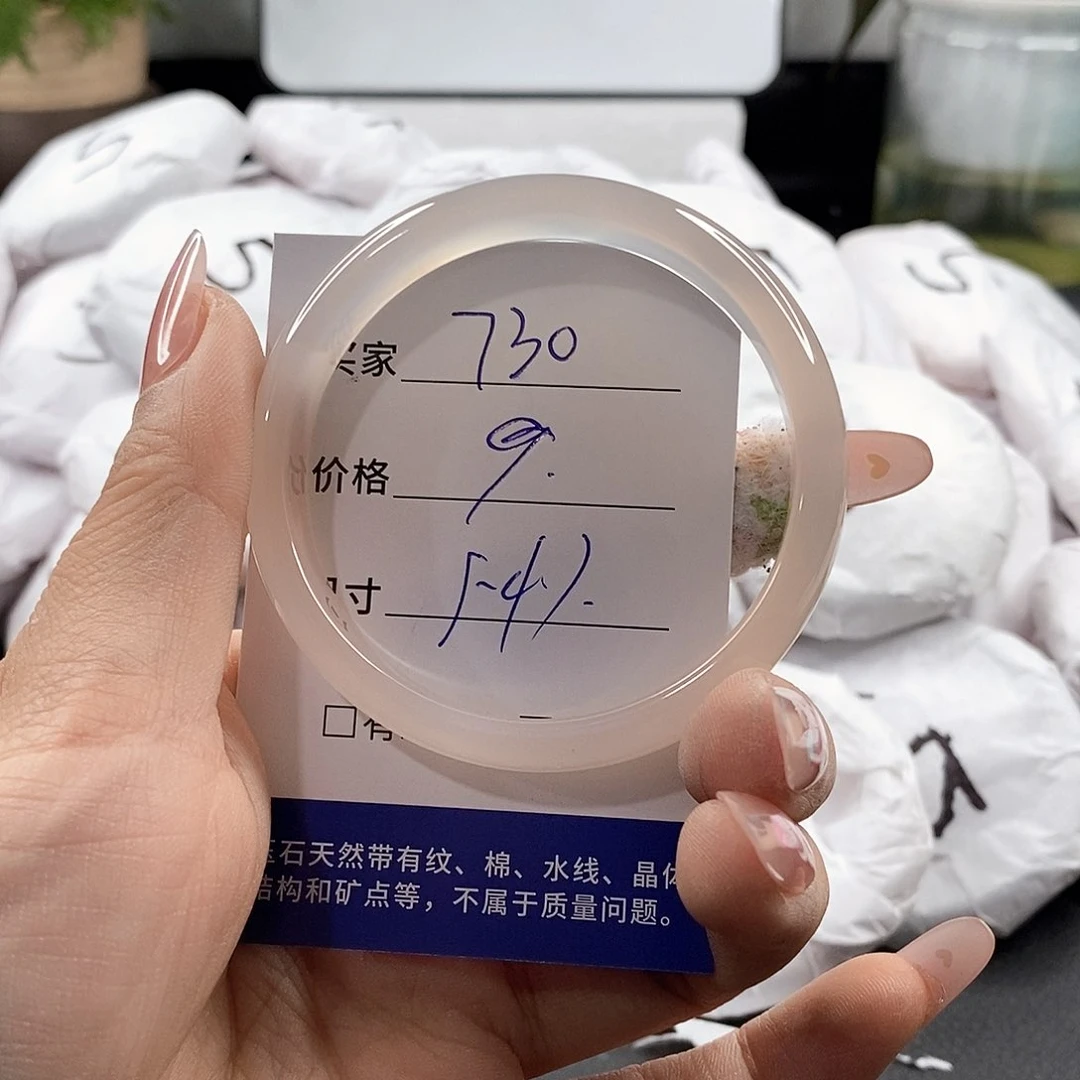 买家 730
价格 9.
尺寸
□有
玉石天然带有纹、棉、水线、晶体
结构和矿点等，不属于质量问题。